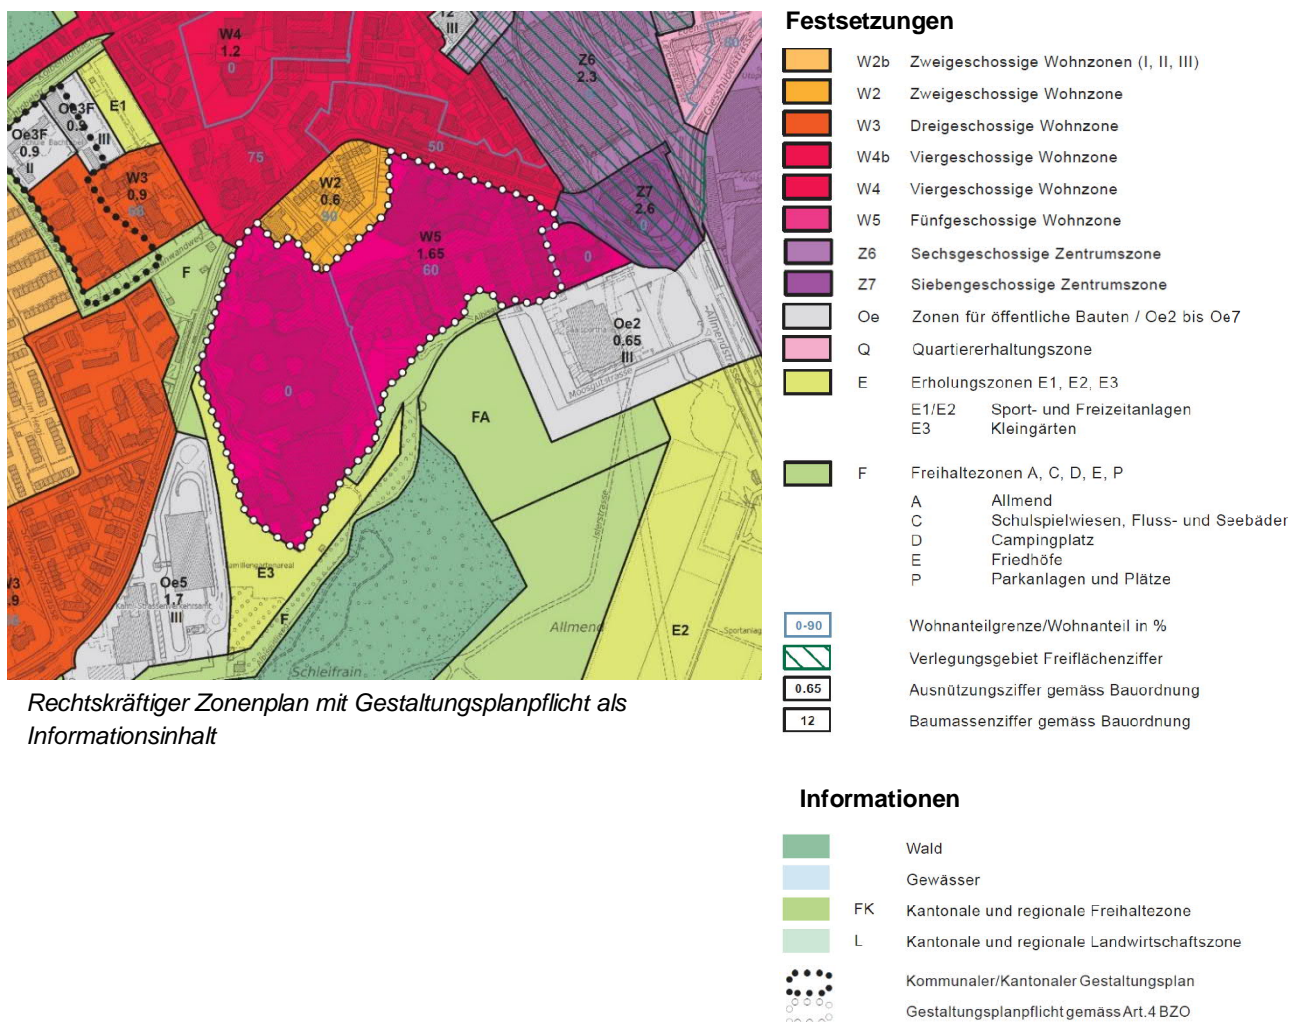 12
III
W4
1.2
0
Z6
2.3
Oe3F
0.9
III
E1
Oe3F
0.9
II
W3
0.9
75
50
W2
0.6
90
Z7
2.6
0
F
W5
1.65
60
0
Oe2
0.65
III
Moosgutstrasse
Allmendstrasse
0
FA
E3
F
Oe5
1.7
III
Allmend
E2
Schleifrain
Rechtskräftiger Zonenplan mit Gestaltungsplanpflicht als
Informationsinhalt
Festsetzungen
W2b Zweigeschossige Wohnzonen (I, II, III)
W2 Zweigeschossige Wohnzone
W3 Dreigeschossige Wohnzone
W4b Viergeschossige Wohnzone
W4 Viergeschossige Wohnzone
W5 Fünfgeschossige Wohnzone
Z6 Sechsgeschossige Zentrumszone
Z7 Siebengeschossige Zentrumszone
Oe Zonen für öffentliche Bauten / Oe2 bis Oe7
Q Quartiererhaltungszone
E Erholungszonen E1, E2, E3
E1/E2 Sport- und Freizeitanlagen
E3 Kleingärten
F Freihaltezonen A, C, D, E, P
A Allmend
C Schulspielwiesen, Fluss- und Seebäder
D Campingplatz
E Friedhöfe
P Parkanlagen und Plätze
0-90 Wohnanteilgrenze/Wohnanteil in %
Verlegungsgebiet Freiflächenziffer
0.65 Ausnützungsziffer gemäss Bauordnung
12 Baumassenziffer gemäss Bauordnung
Informationen
Wald
Gewässer
FK Kantonale und regionale Freihaltezone
L Kantonale und regionale Landwirtschaftszone
Kommunaler/Kantonaler Gestaltungsplan
Gestaltungsplanpflicht gemäss Art. 4 BZO